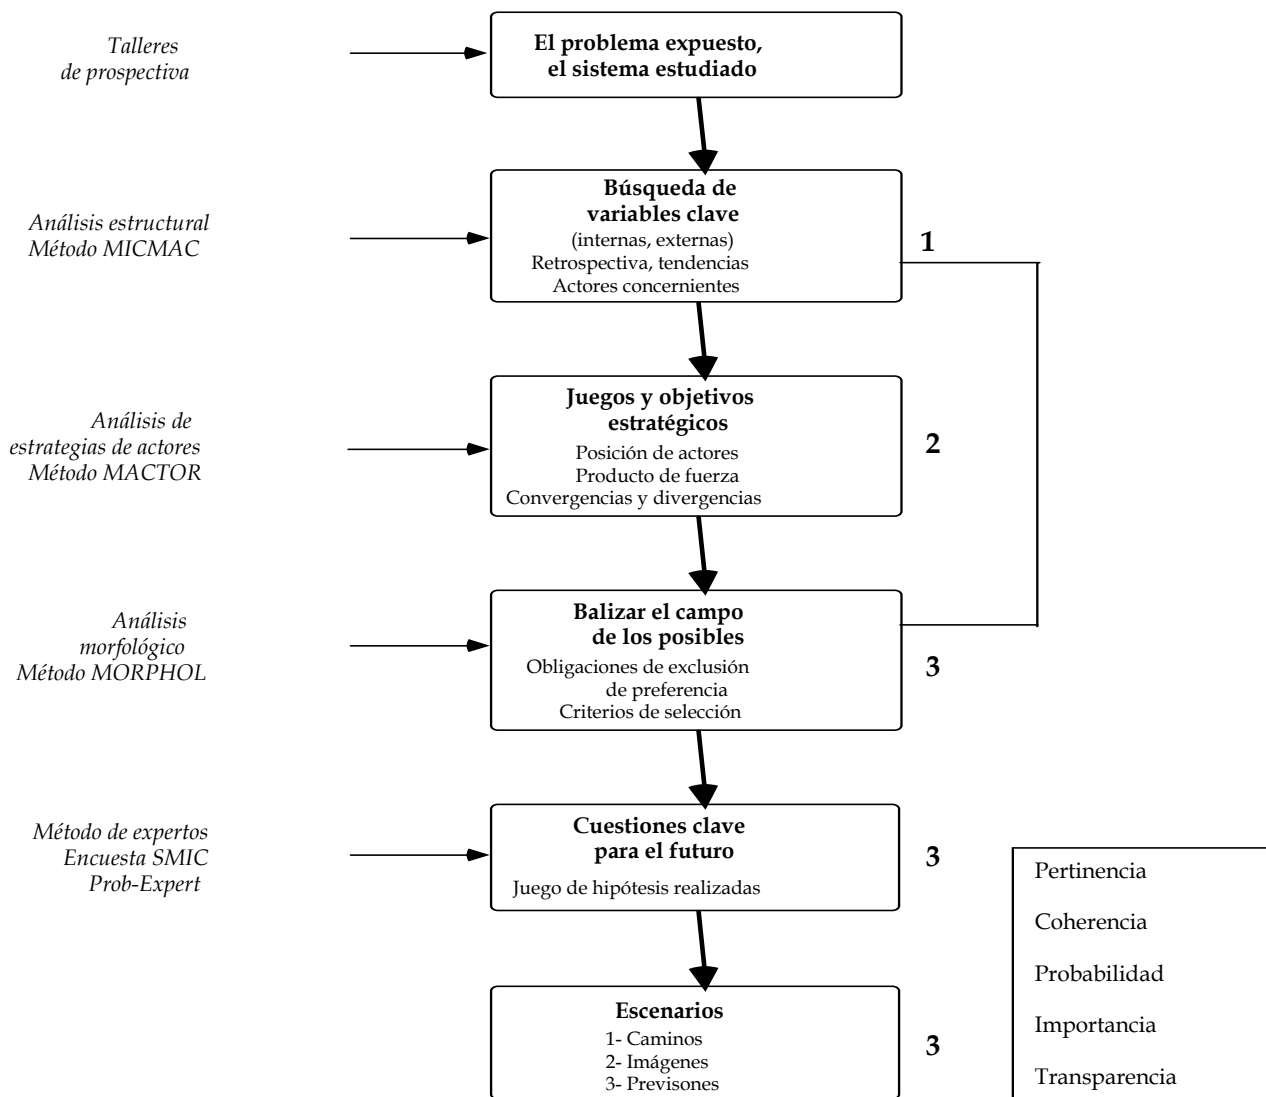 Talleres
de prospectiva
El problema expuesto,
el sistema estudiado
Análisis estructural
Método MICMAC
Búsqueda de
variables clave
(internas, externas)
Retrospectiva, tendencias
Actores concernientes
1
Análisis de
estrategias de actores
Método MACTOR
Juegos y objetivos
estratégicos
Posición de actores
Producto de fuerza
Convergencias y divergencias
2
Análisis
morfológico
Método MORPHOL
Balizar el campo
de los posibles
Obligaciones de exclusión
de preferencia
Criterios de selección
3
Método de expertos
Encuesta SMIC
Prob-Expert
Cuestiones clave
para el futuro
Juego de hipótesis realizadas
3
Escenarios
1- Caminos
2- Imágenes
3- Previsones
3
Pertinencia
Coherencia
Probabilidad
Importancia
Transparencia